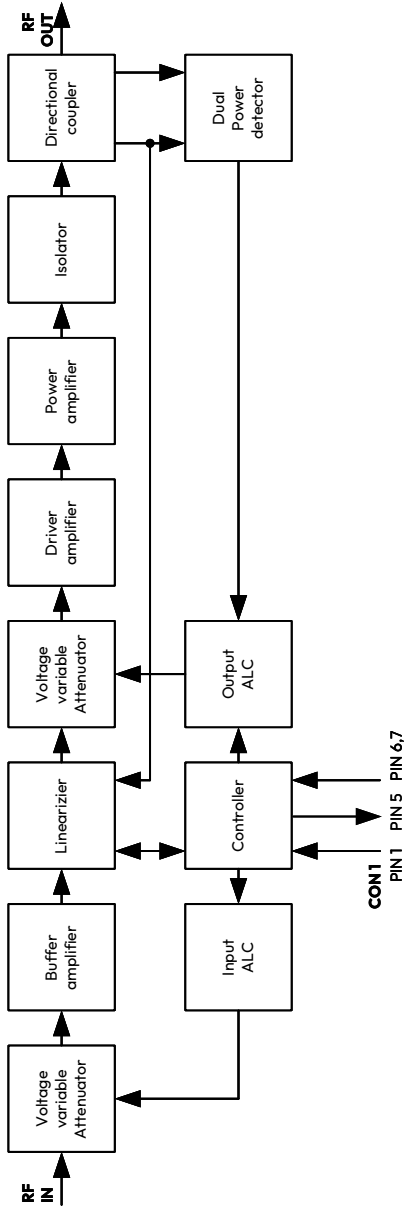 RF
IN
Voltage
variable
Attenuator
Buffer
amplifier
Linearizier
Voltage
variable
Attenuator
Driver
amplifier
Power
amplifier
Isolator
Directional
coupler
RF
OUT
Input
ALC
Controller
Output
ALC
Dual
Power
detector
CON1
PIN 1 PIN 5 PIN 6,7